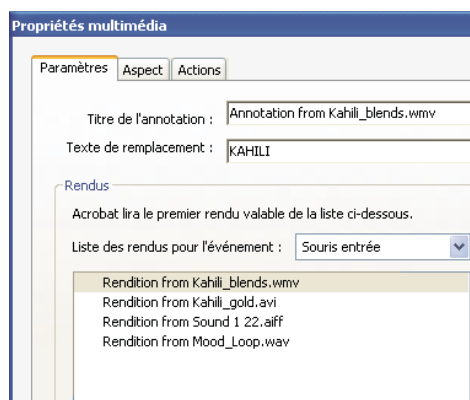 Propriétés multimédia
Paramètres Aspect Actions
Titre de l'annotation : Annotation from Kahili_blends.wmv
Texte de remplacement : KAHILI
Rendus
Acrobat lira le premier rendu valable de la liste ci-dessous.
Liste des rendus pour l'événement : Souris entrée
Rendition from Kahili_blends.wmv
Rendition from Kahili_gold.avi
Rendition from Sound 1 22.aiff
Rendition from Mood_Loop.wav